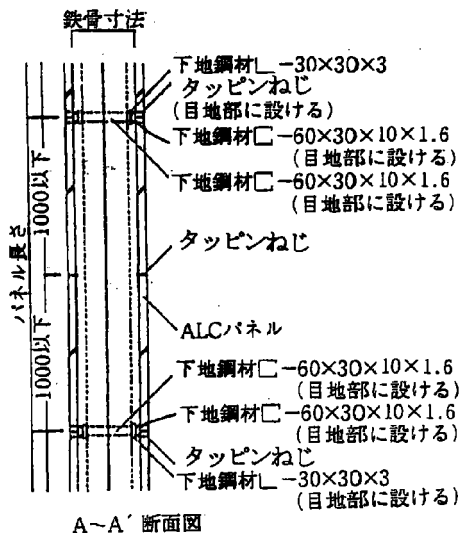 鉄骨寸法
下地鋼材L-30×30×3
タッピンねじ
(目地部に設ける)
下地鋼材C-60×30×10×1.6
(目地部に設ける)
下地鋼材C-60×30×10×1.6
(目地部に設ける)
1000以下
パネル長さ
タッピンねじ
ALCパネル
1000以下
下地鋼材C-60×30×10×1.6
(目地部に設ける)
下地鋼材C-60×30×10×1.6
(目地部に設ける)
タッピンねじ
下地鋼材L-30×30×3
(目地部に設ける)
A~A′断面図